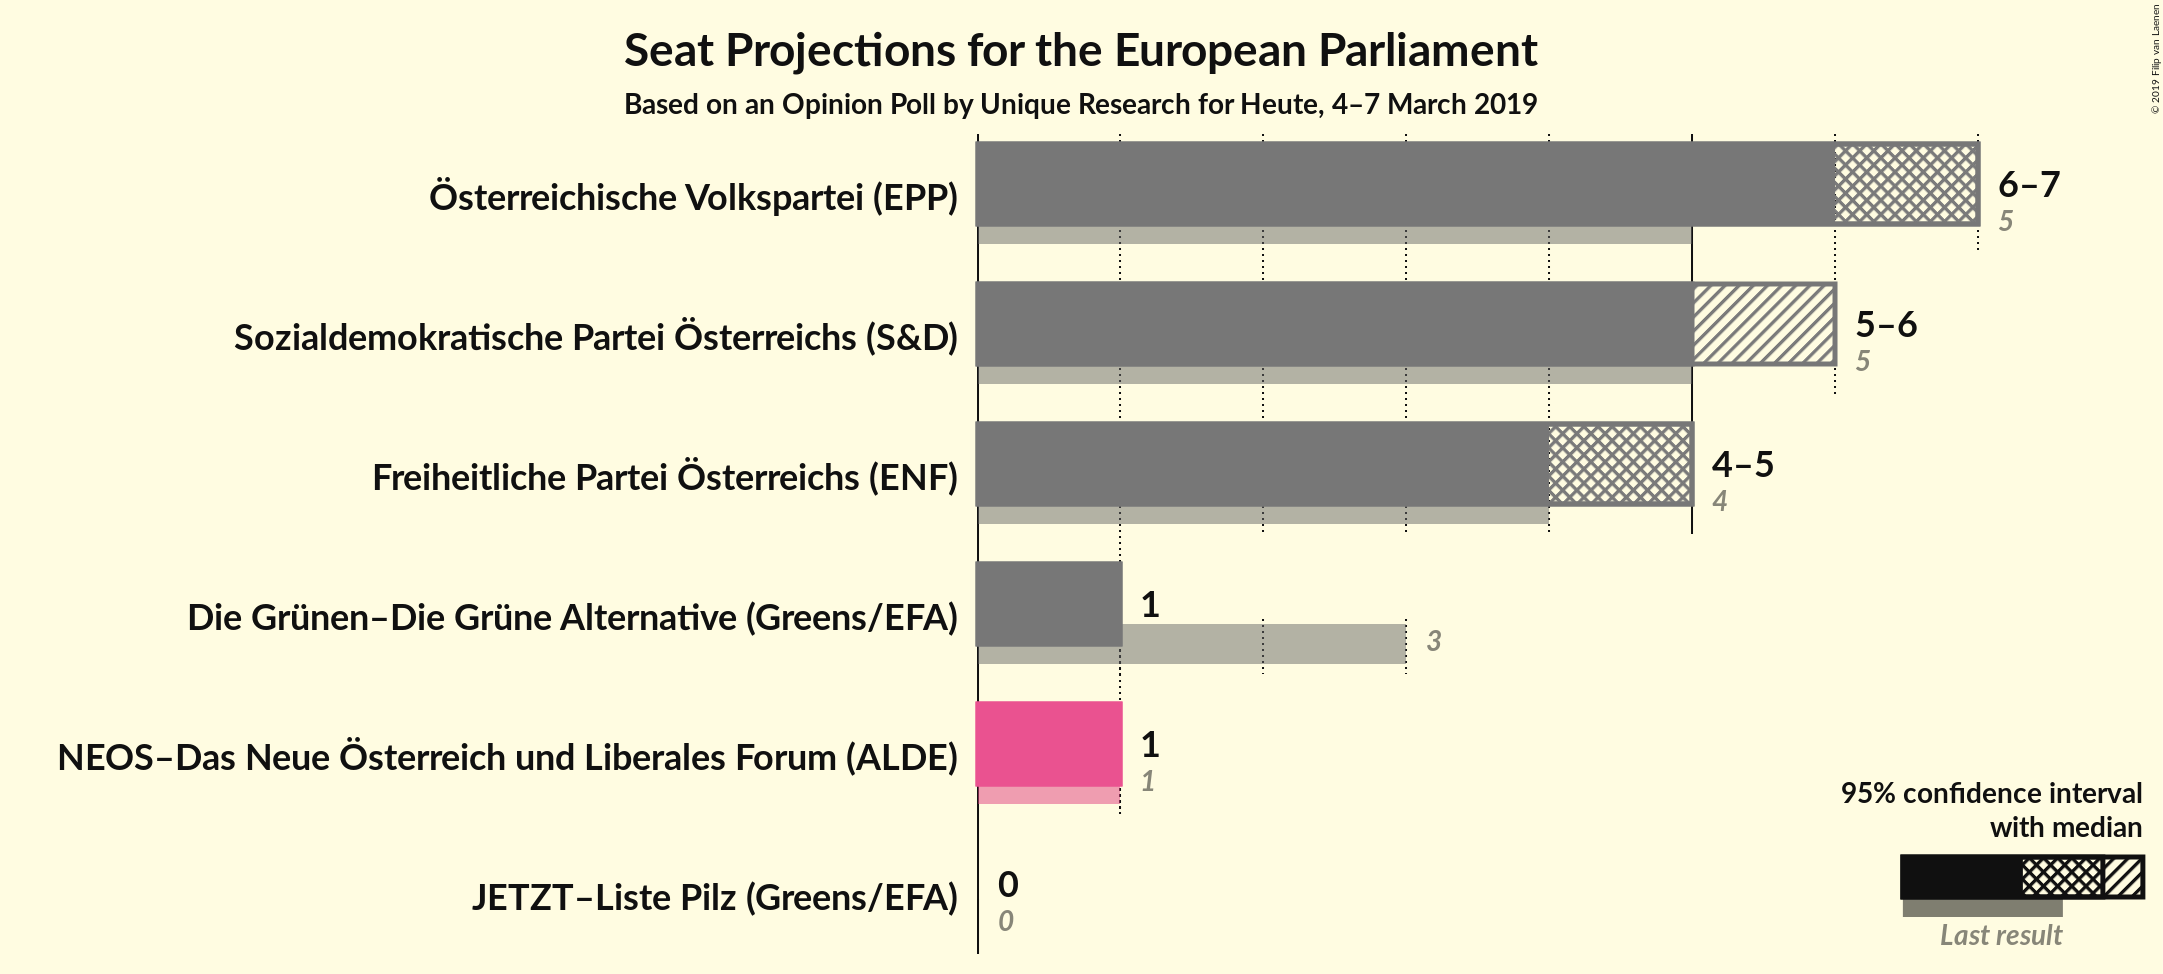 Seat Projections for the European Parliament
Based on an Opinion Poll by Unique Research for Heute, 4–7 March 2019
© 2019 Filip van Laenen
Österreichische Volkspartei (EPP)
6–7
5
Sozialdemokratische Partei Österreichs (S&D)
5–6
5
Freiheitliche Partei Österreichs (ENF)
4–5
4
Die Grünen–Die Grüne Alternative (Greens/EFA)
1
3
NEOS–Das Neue Österreich und Liberales Forum (ALDE)
1
1
JETZT–Liste Pilz (Greens/EFA)
0
0
95% confidence interval
with median
Last result